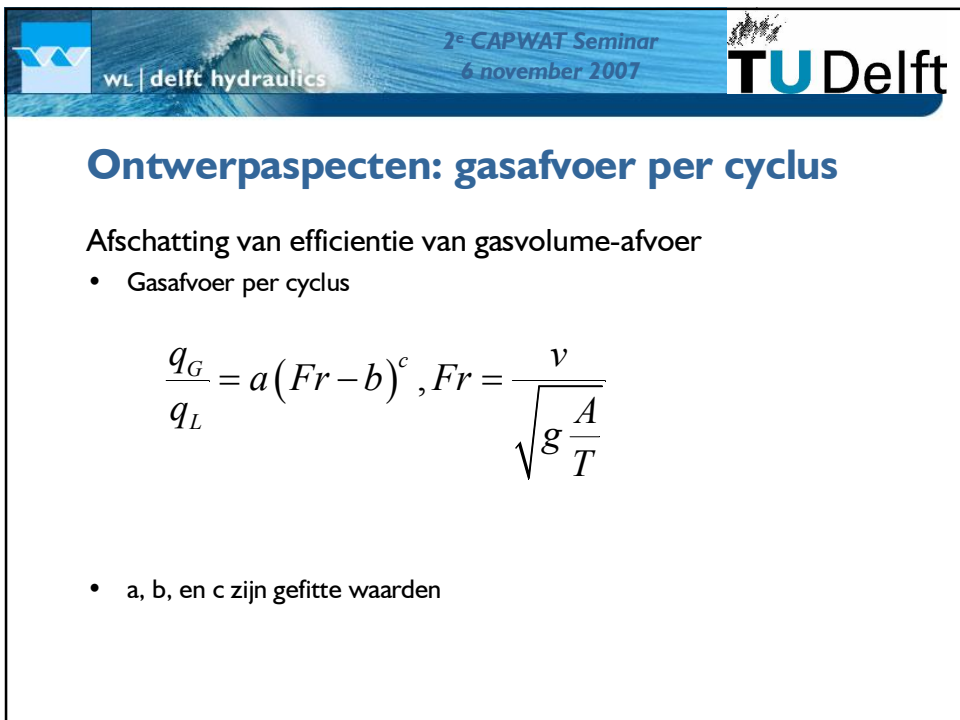 2e CAPWAT Seminar
6 november 2007
WL | delft hydraulics
TU Delft
Ontwerpaspecten: gasafvoer per cyclus
Afschatting van efficientie van gasvolume-afvoer
• Gasafvoer per cyclus
q_G / q_L = a (Fr − b)^c , Fr = v / √(g A/T)
• a, b, en c zijn gefitte waarden